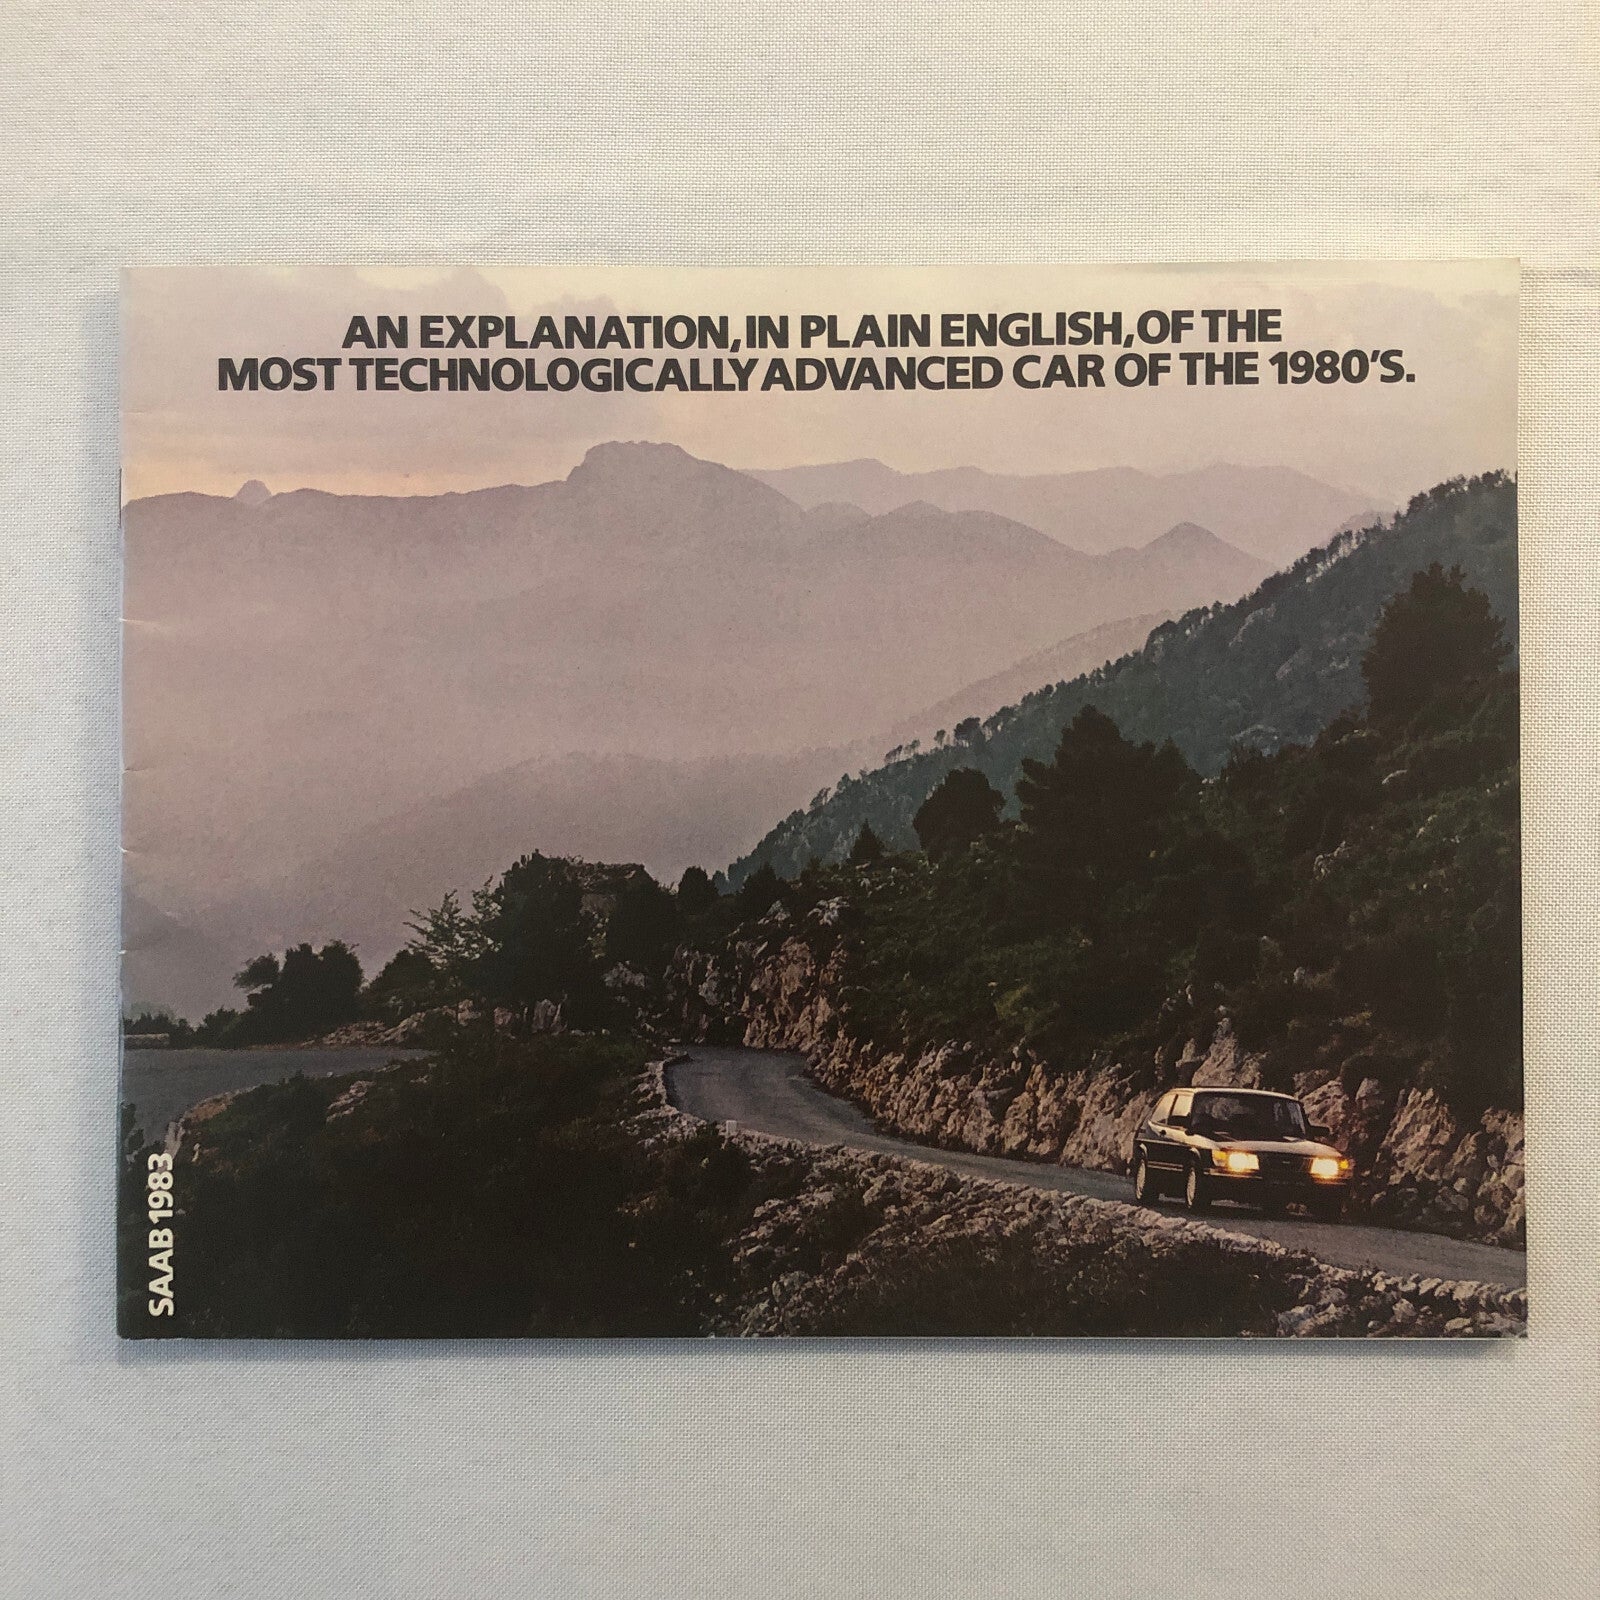 AN EXPLANATION, IN PLAIN ENGLISH, OF THE
MOST TECHNOLOGICALLY ADVANCED CAR OF THE 1980'S.
SAAB 1983